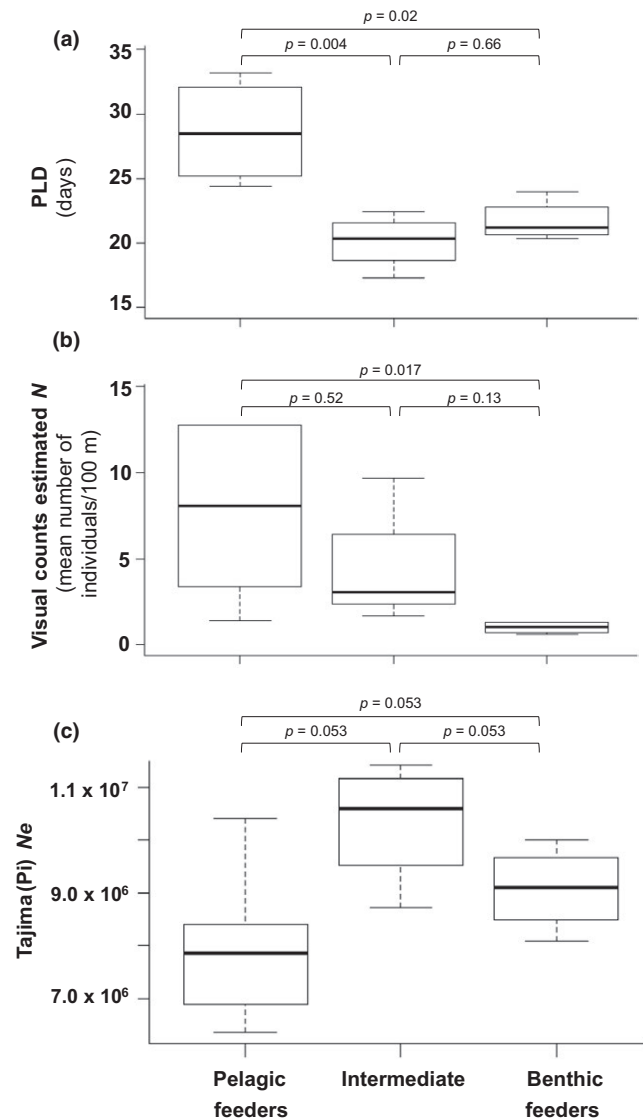 (a)
p = 0.02
p = 0.004
p = 0.66
35
30
25
20
15
PLD
(days)
(b)
p = 0.017
p = 0.52
p = 0.13
15
10
5
0
Visual counts estimated N
(mean number of
individuals/100 m)
(c)
p = 0.053
p = 0.053
p = 0.053
1.1 x 10⁷
9.0 x 10⁶
7.0 x 10⁶
Tajima (Pi) Ne
Pelagic
feeders
Intermediate
Benthic
feeders